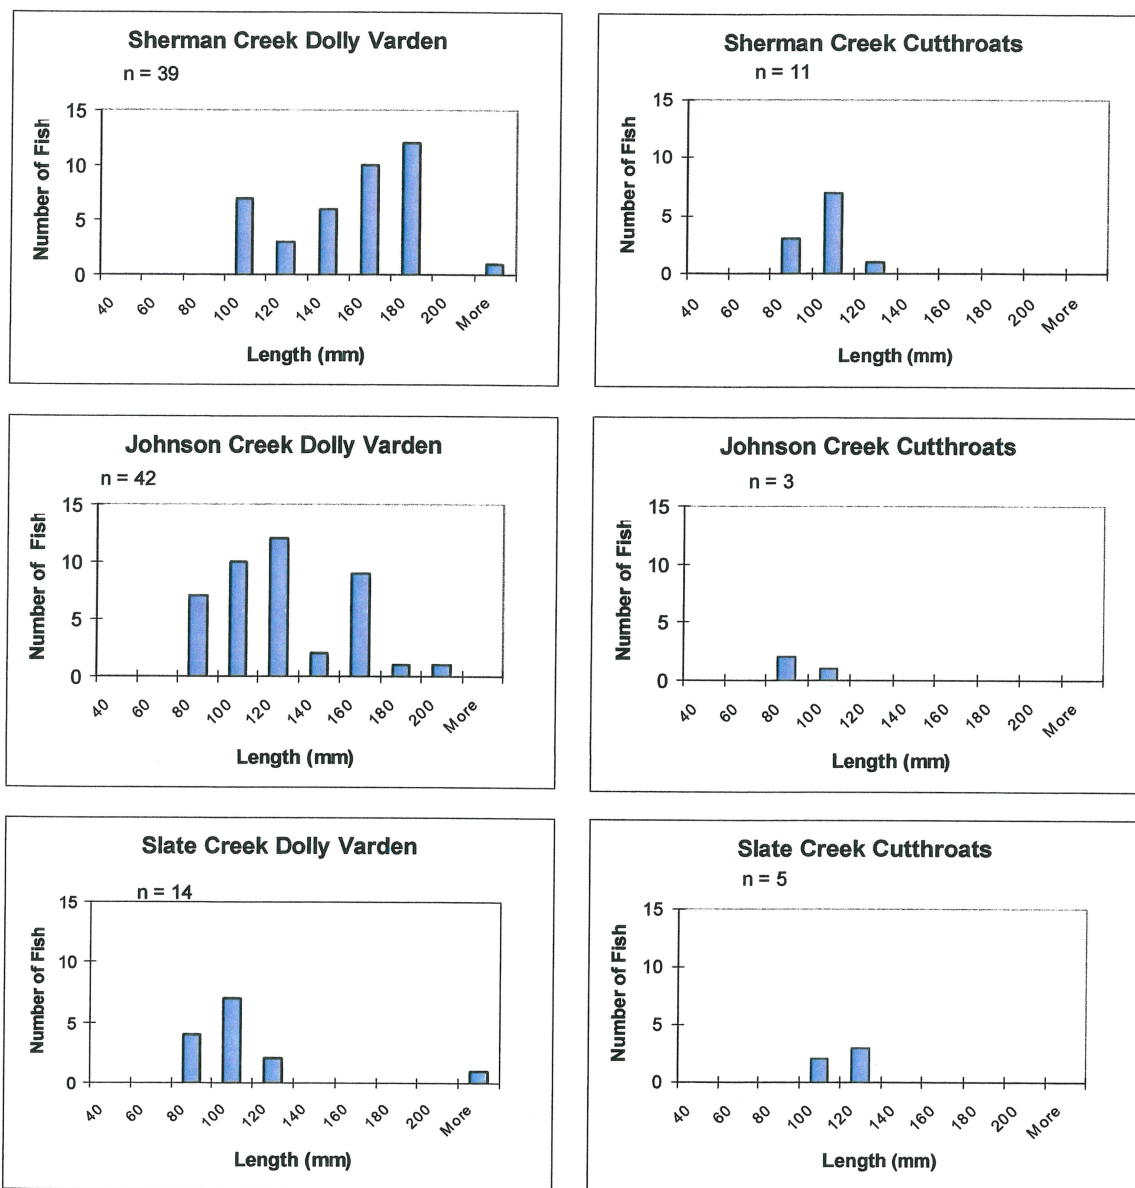 Sherman Creek Dolly Varden
n = 39
Number of Fish
15
10
5
0
40 60 80 100 120 140 160 180 200 More
Length (mm)
Sherman Creek Cutthroats
n = 11
Number of Fish
15
10
5
0
40 60 80 100 120 140 160 180 200 More
Length (mm)
Johnson Creek Dolly Varden
n = 42
Number of Fish
15
10
5
0
40 60 80 100 120 140 160 180 200 More
Length (mm)
Johnson Creek Cutthroats
n = 3
Number of Fish
15
10
5
0
40 60 80 100 120 140 160 180 200 More
Length (mm)
Slate Creek Dolly Varden
n = 14
Number of Fish
15
10
5
0
40 60 80 100 120 140 160 180 200 More
Length (mm)
Slate Creek Cutthroats
n = 5
Number of Fish
15
10
5
0
40 60 80 100 120 140 160 180 200 More
Length (mm)